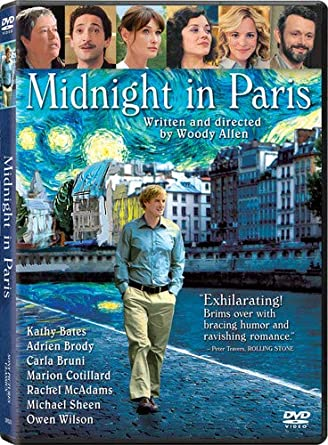 DVD
VIDEO
Midnight in Paris
Written and directed
by Woody Allen
Midnight in Paris
"Exhilarating!
Brims over with
bracing humor and
ravishing romance."
– Peter Travers, ROLLING STONE
Kathy Bates
Adrien Brody
Carla Bruni
Marion Cotillard
Rachel McAdams
Michael Sheen
Owen Wilson
DVD
VIDEO